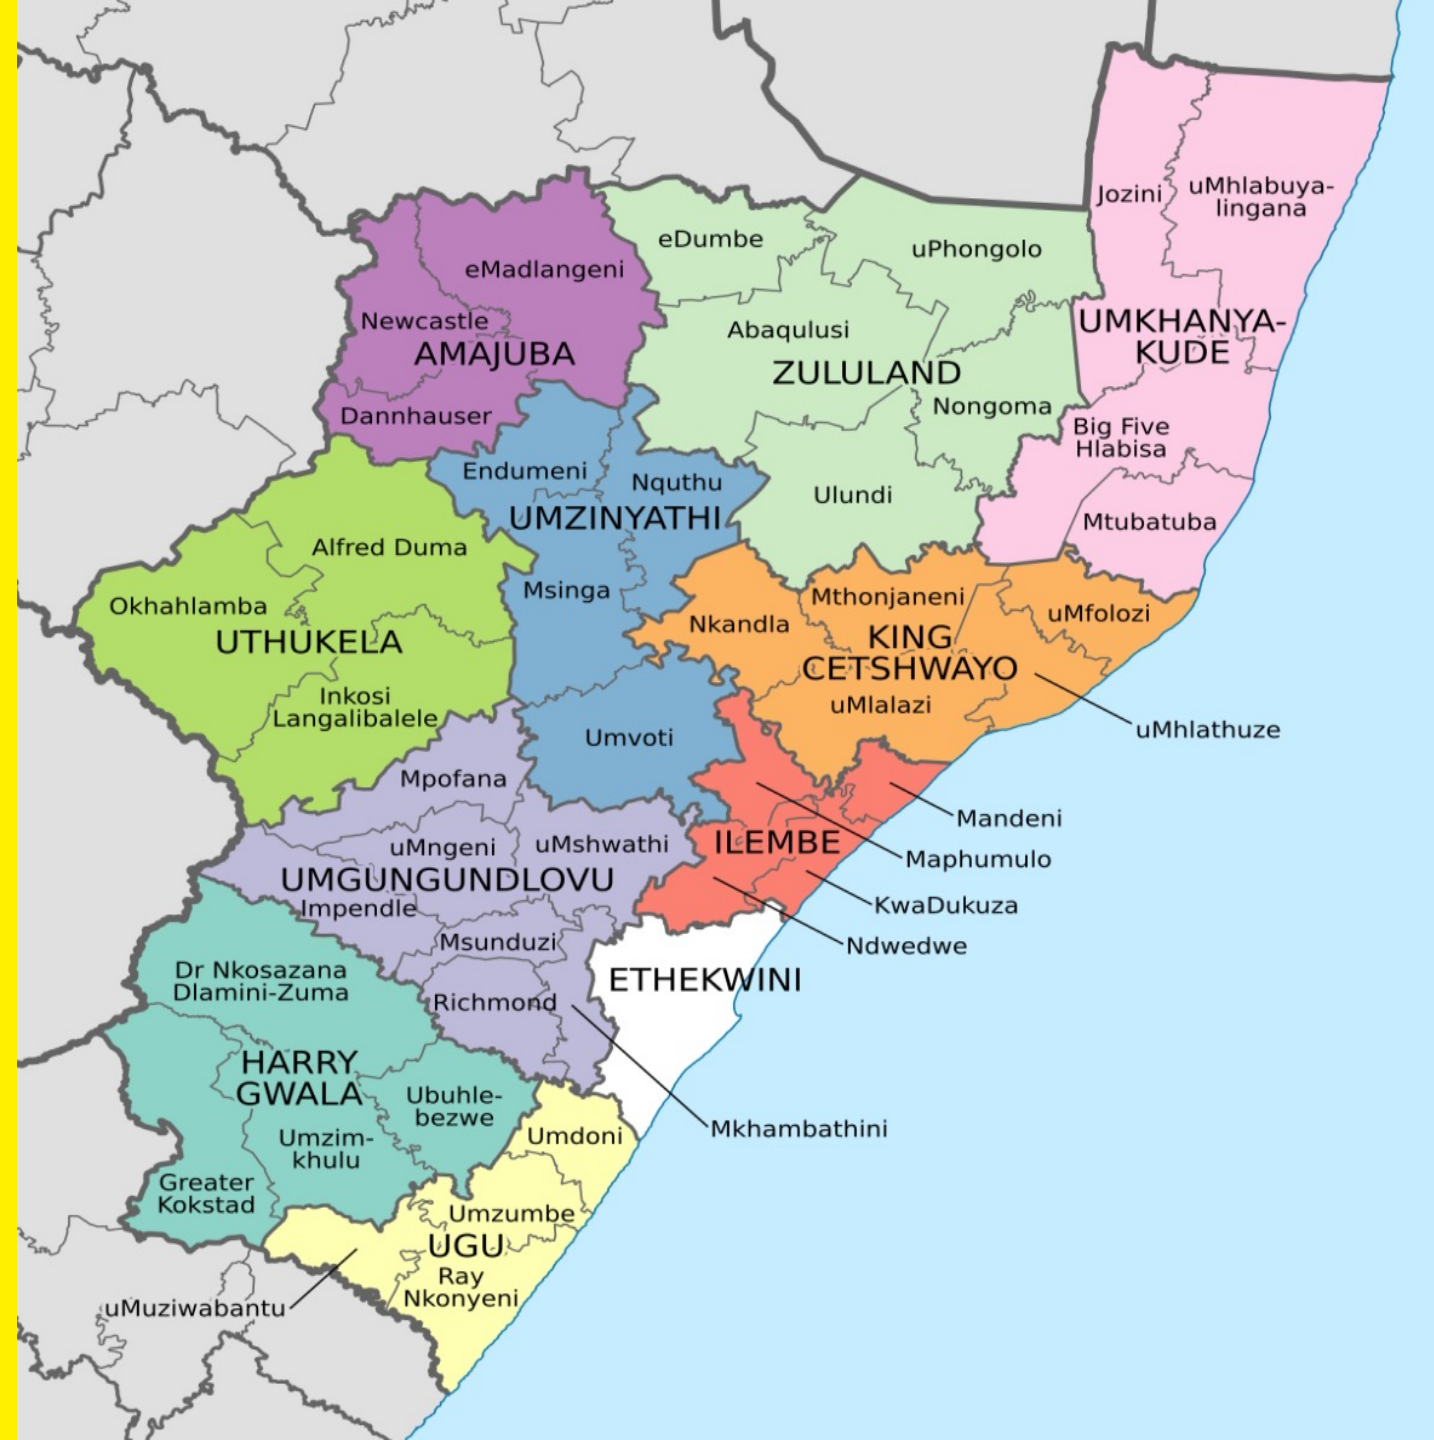 Jozini
uMhlabuya-
lingana
eDumbe
uPhongolo
eMadlangeni
Newcastle
AMAJUBA
Dannhauser
Abaqulusi
ZULULAND
Nongoma
UMKHANYA-
KUDE
Big Five
Hlabisa
Mtubatuba
Endumeni
Nquthu
UMZINYATHI
Ulundi
Alfred Duma
Msinga
Okhahlamba
UTHUKELA
Inkosi
Langalibalele
Nkandla
Mthonjaneni
KING
CETSHWAYO
uMfolozi
uMlalazi
uMhlathuze
Umvoti
Mpofana
uMngeni
uMshwathi
UMGUNGUNDLOVU
Impendle
Msunduzi
Richmond
ILEMBE
Mandeni
Maphumulo
KwaDukuza
Ndwedwe
ETHEKWINI
Dr Nkosazana
Dlamini-Zuma
HARRY
GWALA
Ubuhle-
bezwe
Umzim-
khulu
Greater
Kokstad
Mkhambathini
Umdoni
Umzumbe
UGU
Ray
Nkonyeni
uMuziwabantu